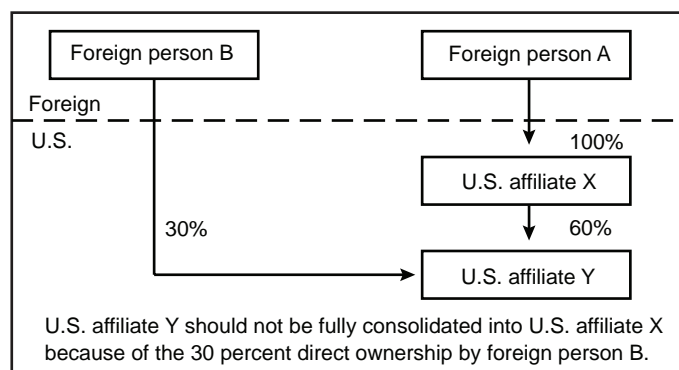 Foreign person B
Foreign person A
Foreign
U.S.
100%
U.S. affiliate X
30%
60%
U.S. affiliate Y
U.S. affiliate Y should not be fully consolidated into U.S. affiliate X
because of the 30 percent direct ownership by foreign person B.